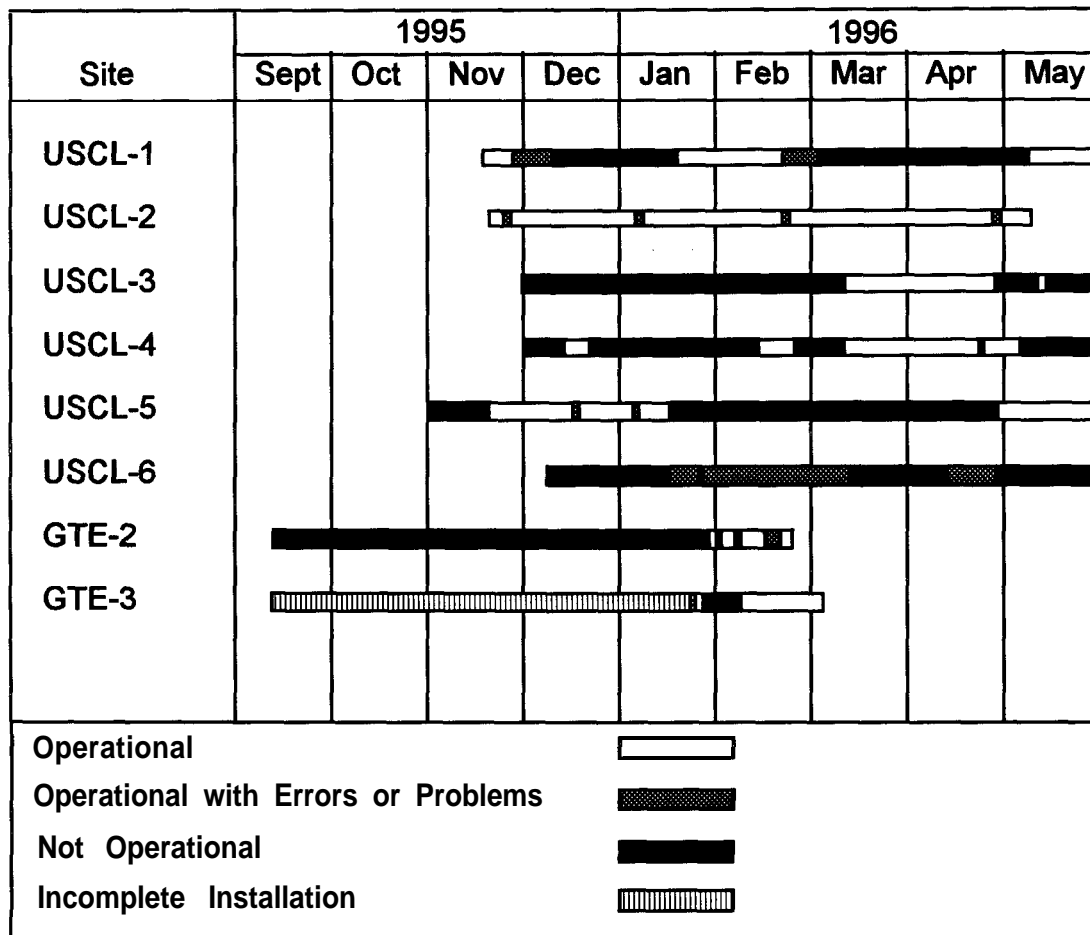 1995 1996
Site Sept Oct Nov Dec Jan Feb Mar Apr May
USCL-1
USCL-2
USCL-3
USCL-4
USCL-5
USCL-6
GTE-2
GTE-3
Operational
Operational with Errors or Problems
Not Operational
Incomplete Installation